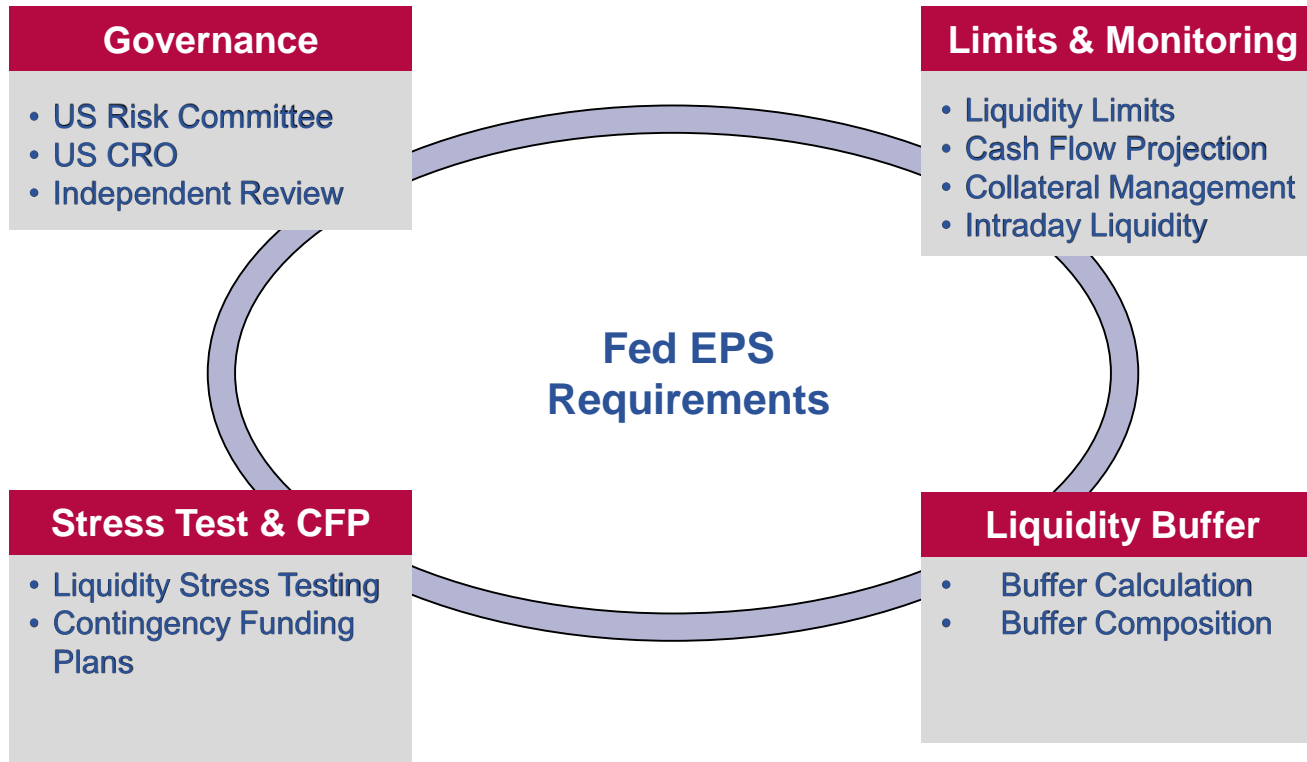 Governance
• US Risk Committee
• US CRO
• Independent Review
Limits & Monitoring
• Liquidity Limits
• Cash Flow Projection
• Collateral Management
• Intraday Liquidity
Fed EPS
Requirements
Stress Test & CFP
• Liquidity Stress Testing
• Contingency Funding
Plans
Liquidity Buffer
• Buffer Calculation
• Buffer Composition